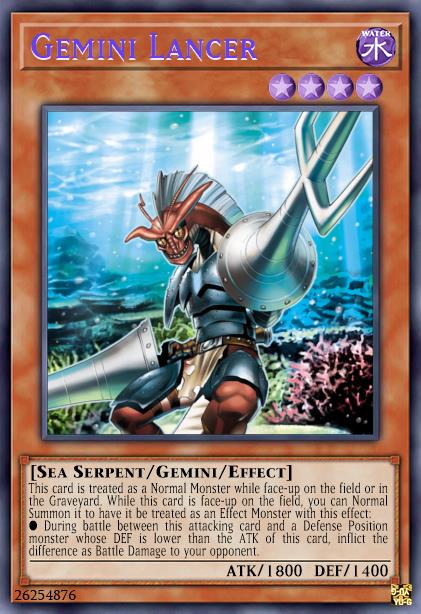 Gemini Lancer
WATER
水
[Sea Serpent/Gemini/Effect]
This card is treated as a Normal Monster while face-up on the field or in
the Graveyard. While this card is face-up on the field, you can Normal
Summon it to have it be treated as an Effect Monster with this effect:
● During battle between this attacking card and a Defense Position
monster whose DEF is lower than the ATK of this card, inflict the
difference as Battle Damage to your opponent.
ATK/1800 DEF/1400
26254876